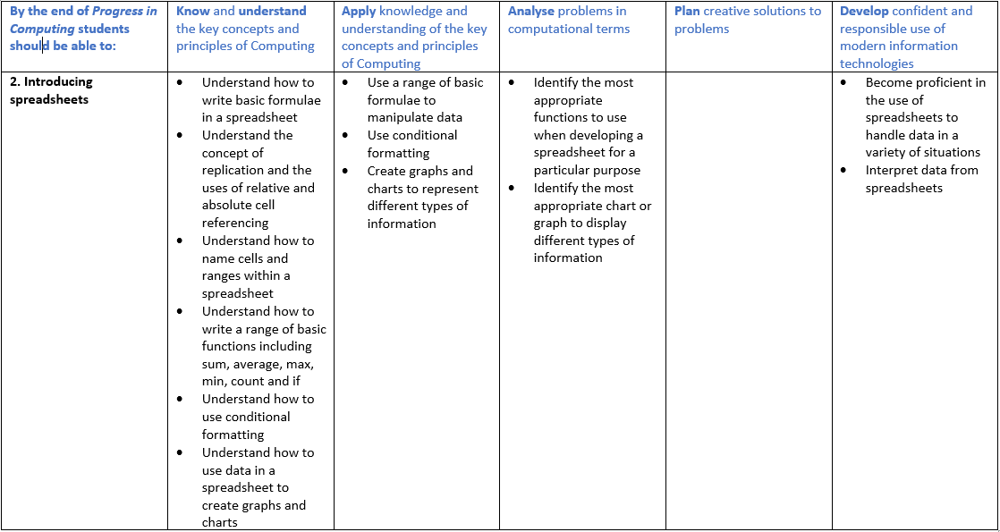 By the end of Progress in
Computing students
should be able to:
Know and understand
the key concepts and
principles of Computing
Apply knowledge and
understanding of the key
concepts and principles
of Computing
Analyse problems in
computational terms
Plan creative solutions to
problems
Develop confident and
responsible use of
modern information
technologies
2. Introducing
spreadsheets
• Understand how to
write basic formulae
in a spreadsheet
• Understand the
concept of
replication and the
uses of relative and
absolute cell
referencing
• Understand how to
name cells and
ranges within a
spreadsheet
• Understand how to
write a range of basic
functions including
sum, average, max,
min, count and if
• Understand how to
use conditional
formatting
• Understand how to
use data in a
spreadsheet to
create graphs and
charts
• Use a range of basic
formulae to
manipulate data
• Use conditional
formatting
• Create graphs and
charts to represent
different types of
information
• Identify the most
appropriate
functions to use
when developing a
spreadsheet for a
particular purpose
• Identify the most
appropriate chart or
graph to display
different types of
information
• Become proficient in
the use of
spreadsheets to
handle data in a
variety of situations
• Interpret data from
spreadsheets